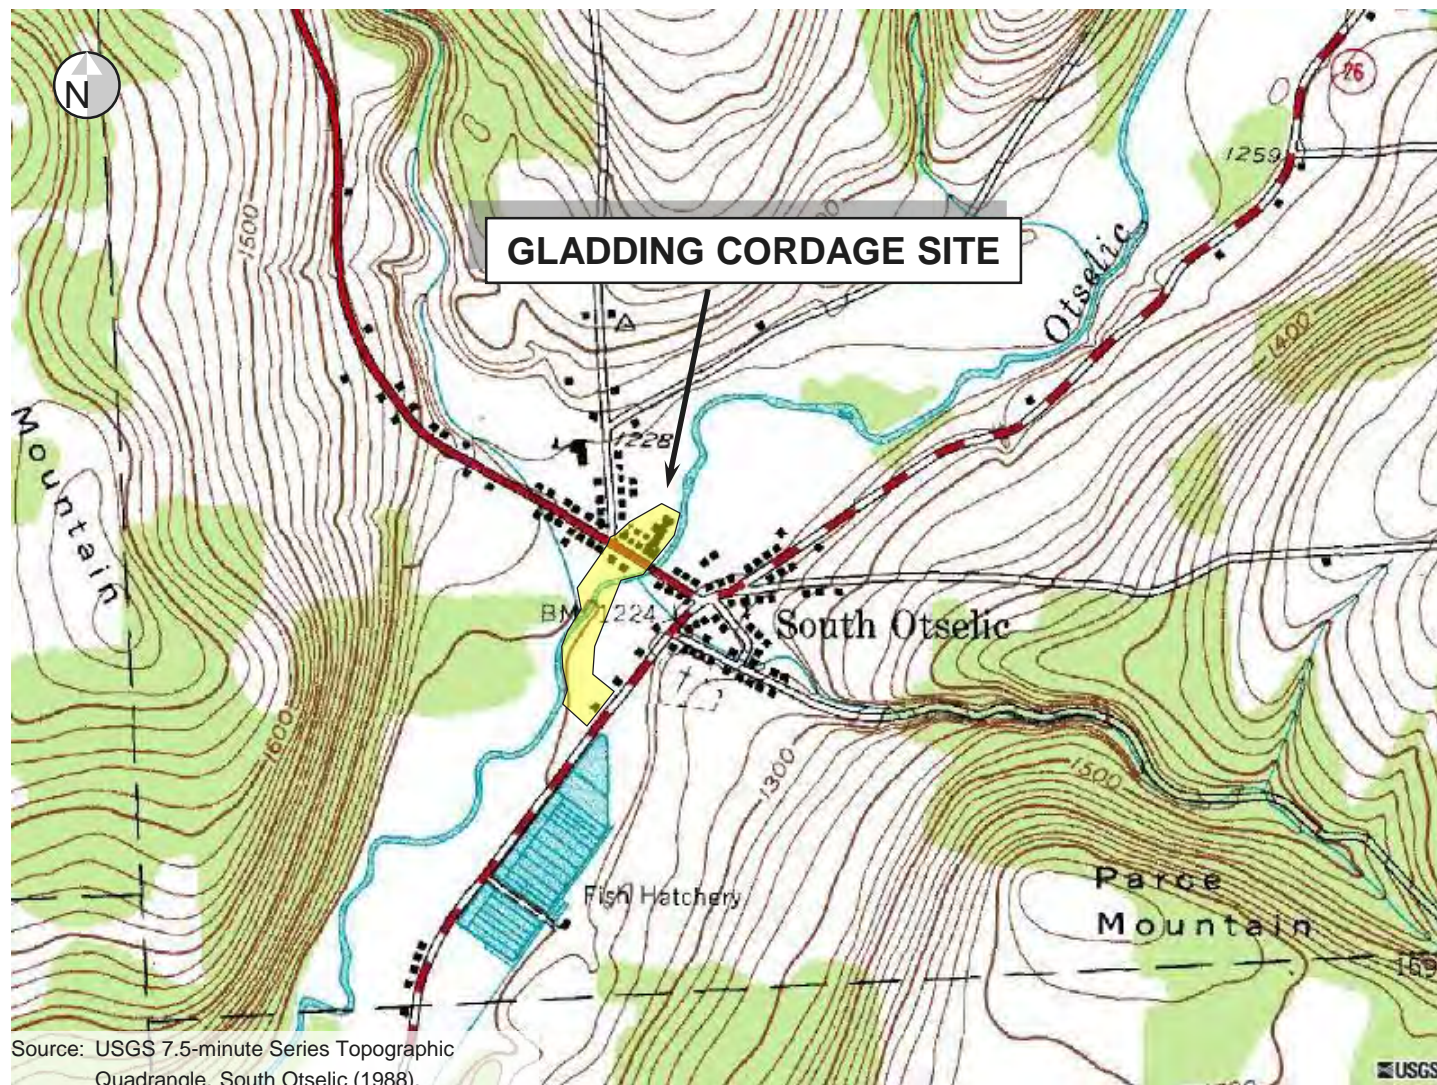 N
26
1259
1500
GLADDING CORDAGE SITE
Otselic
1400
Mountain
1228
BM 1224
South Otselic
1600
1300
1500
Fish Hatchery
Parce
Mountain
Source: USGS 7.5-minute Series Topographic
Quadrangle, South Otselic (1988).
USGS